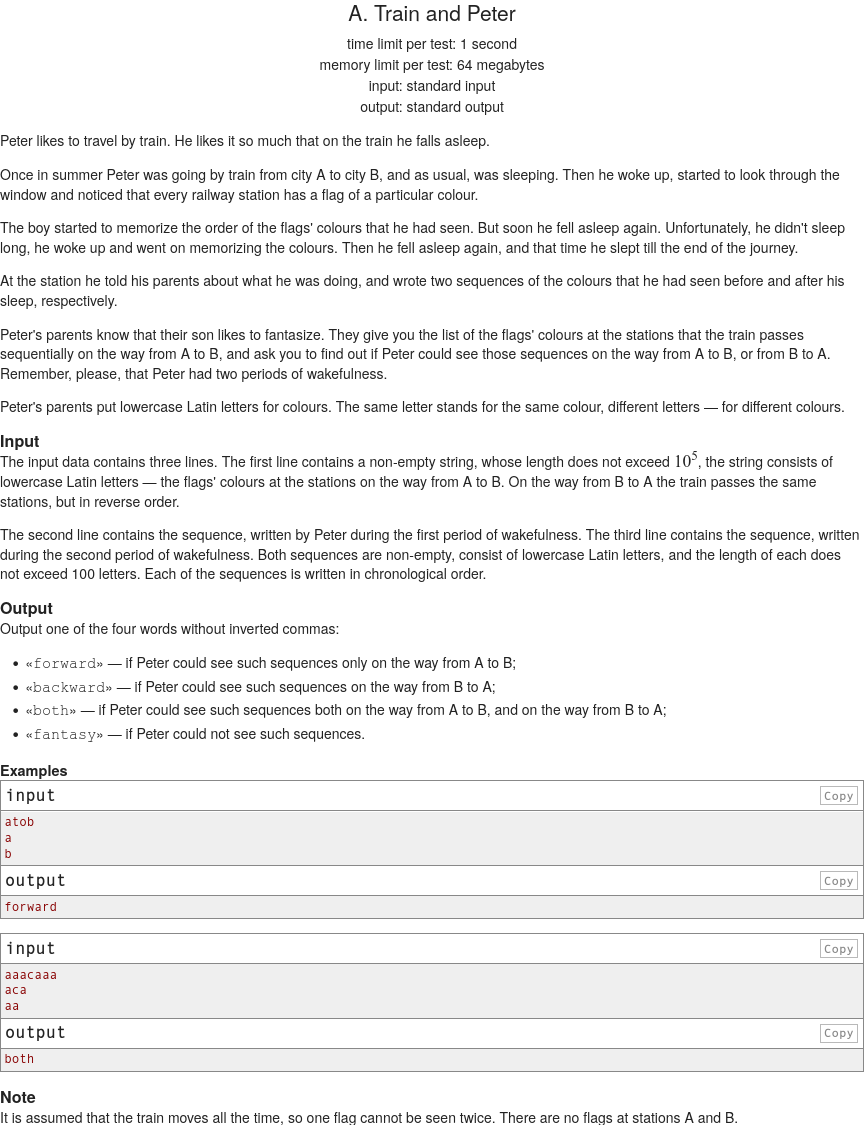 A. Train and Peter
time limit per test: 1 second
memory limit per test: 64 megabytes
input: standard input
output: standard output
Peter likes to travel by train. He likes it so much that on the train he falls asleep.
Once in summer Peter was going by train from city A to city B, and as usual, was sleeping. Then he woke up, started to look through the
window and noticed that every railway station has a flag of a particular colour.
The boy started to memorize the order of the flags' colours that he had seen. But soon he fell asleep again. Unfortunately, he didn't sleep
long, he woke up and went on memorizing the colours. Then he fell asleep again, and that time he slept till the end of the journey.
At the station he told his parents about what he was doing, and wrote two sequences of the colours that he had seen before and after his
sleep, respectively.
Peter's parents know that their son likes to fantasize. They give you the list of the flags' colours at the stations that the train passes
sequentially on the way from A to B, and ask you to find out if Peter could see those sequences on the way from A to B, or from B to A.
Remember, please, that Peter had two periods of wakefulness.
Peter's parents put lowercase Latin letters for colours. The same letter stands for the same colour, different letters — for different colours.
Input
The input data contains three lines. The first line contains a non-empty string, whose length does not exceed 10^5, the string consists of
lowercase Latin letters — the flags' colours at the stations on the way from A to B. On the way from B to A the train passes the same
stations, but in reverse order.
The second line contains the sequence, written by Peter during the first period of wakefulness. The third line contains the sequence, written
during the second period of wakefulness. Both sequences are non-empty, consist of lowercase Latin letters, and the length of each does
not exceed 100 letters. Each of the sequences is written in chronological order.
Output
Output one of the four words without inverted commas:
• «forward» — if Peter could see such sequences only on the way from A to B;
• «backward» — if Peter could see such sequences on the way from B to A;
• «both» — if Peter could see such sequences both on the way from A to B, and on the way from B to A;
• «fantasy» — if Peter could not see such sequences.
Examples
input Copy
atob
a
b
output Copy
forward
input Copy
aaacaaa
aca
aa
output Copy
both
Note
It is assumed that the train moves all the time, so one flag cannot be seen twice. There are no flags at stations A and B.